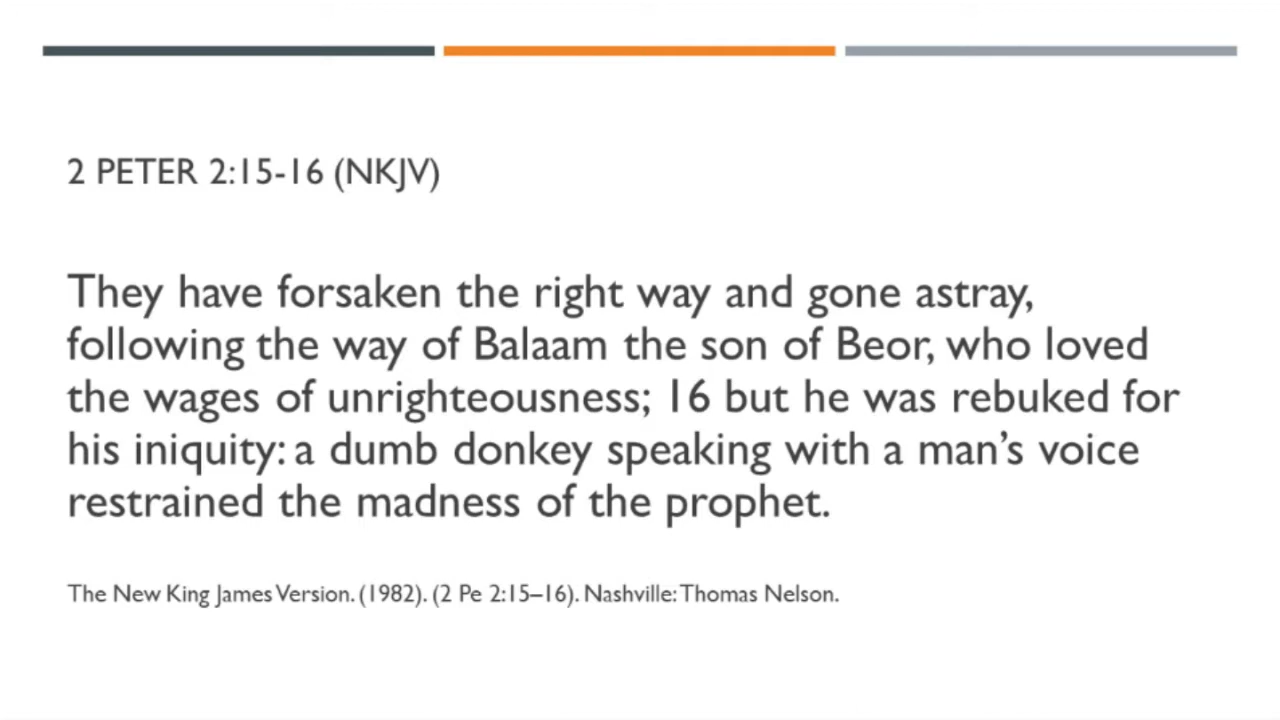 2 PETER 2:15-16 (NKJV)
They have forsaken the right way and gone astray,
following the way of Balaam the son of Beor, who loved
the wages of unrighteousness; 16 but he was rebuked for
his iniquity: a dumb donkey speaking with a man’s voice
restrained the madness of the prophet.
The New King James Version. (1982). (2 Pe 2:15–16). Nashville: Thomas Nelson.